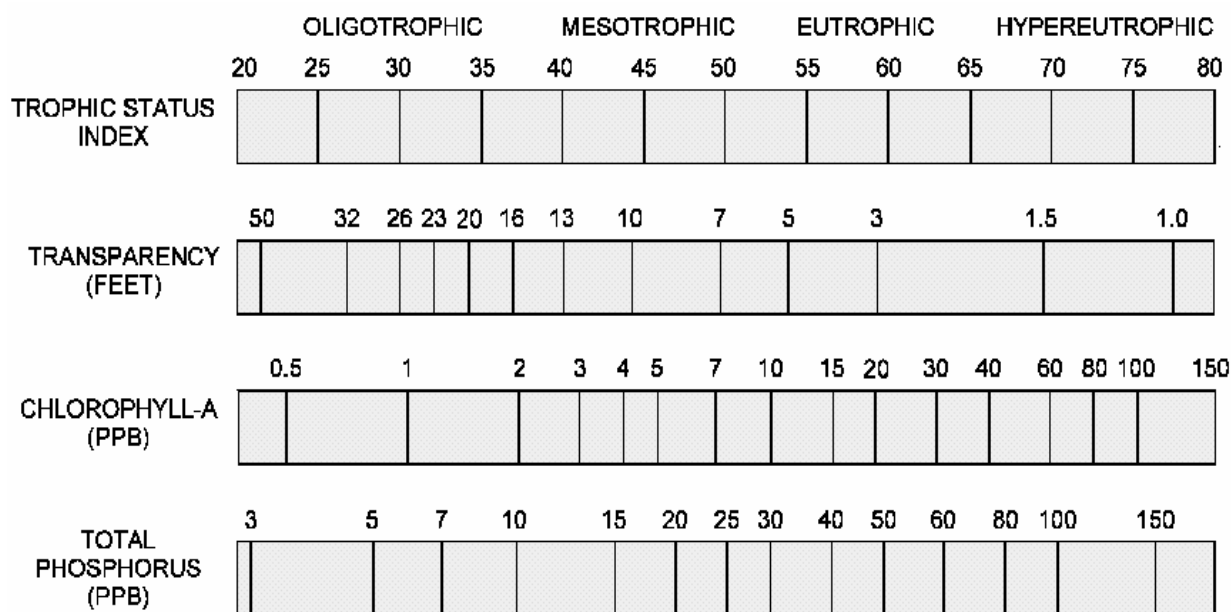 OLIGOTROPHIC MESOTROPHIC EUTROPHIC HYPEREUTROPHIC
20 25 30 35 40 45 50 55 60 65 70 75 80
TROPHIC STATUS
INDEX
50 32 26 23 20 16 13 10 7 5 3 1.5 1.0
TRANSPARENCY
(FEET)
0.5 1 2 3 4 5 7 10 15 20 30 40 60 80 100 150
CHLOROPHYLL-A
(PPB)
3 5 7 10 15 20 25 30 40 50 60 80 100 150
TOTAL
PHOSPHORUS
(PPB)